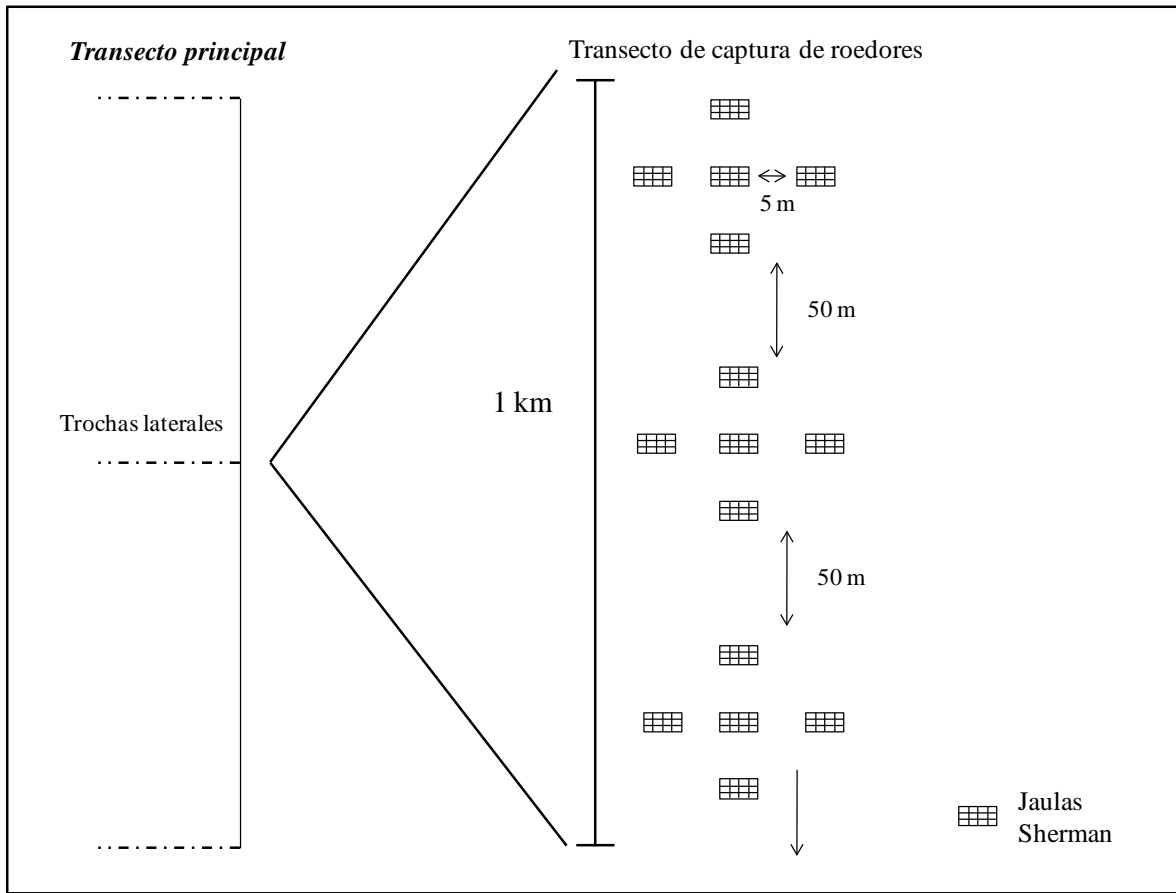 Transecto principal
Transecto de captura de roedores
5 m
50 m
1 km
Trochas laterales
50 m
Jaulas
Sherman